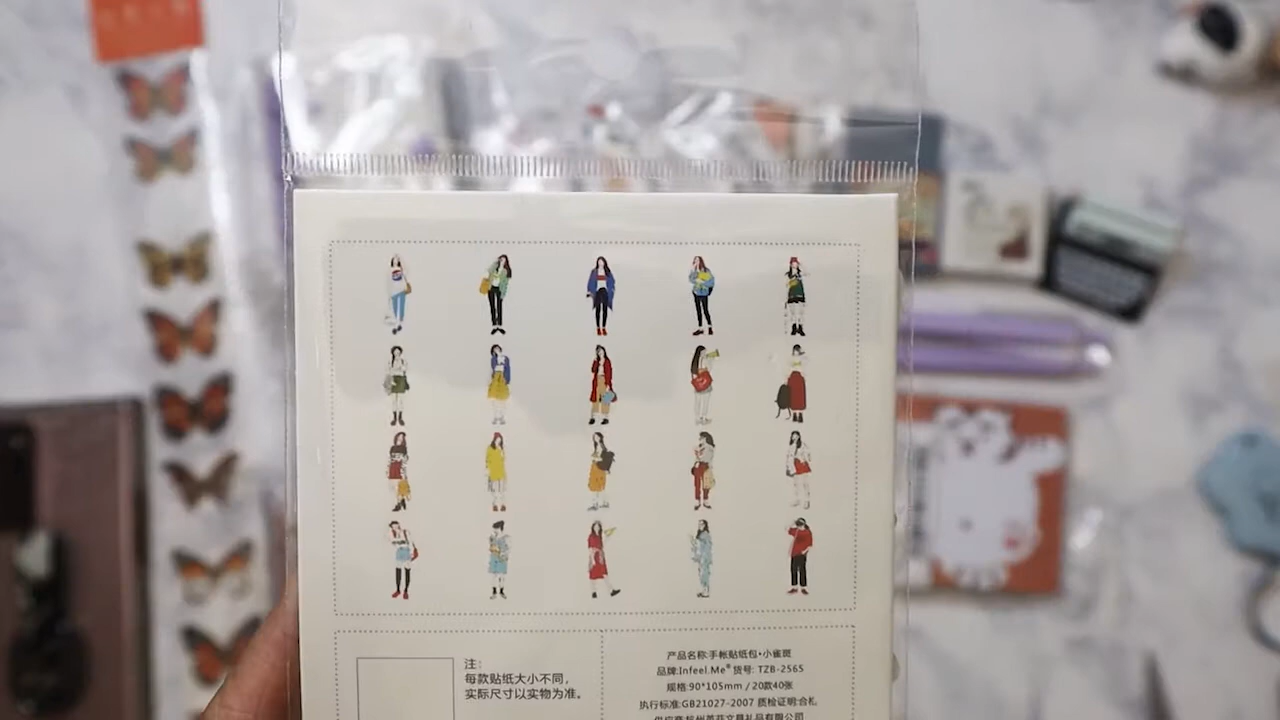 注:
每款贴纸大小不同,
实际尺寸以实物为准。
产品名称:手帐贴纸包•小雀斑
品牌:Infeel.Me® 货号: TZB-2565
规格:90*105mm / 20款40张
执行标准:GB21027-2007 质检证明:合格